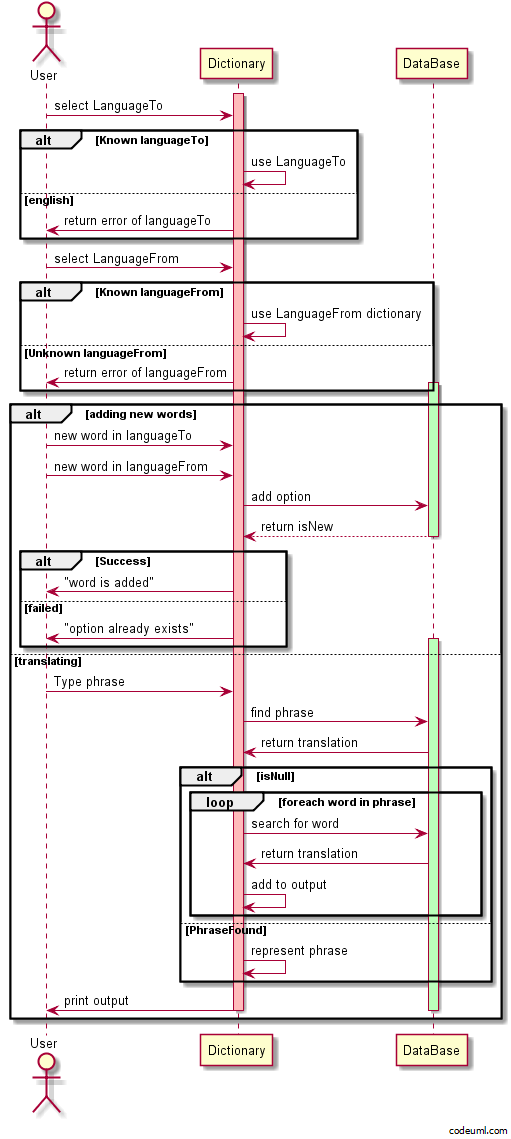 User
Dictionary
DataBase
select LanguageTo
alt [Known languageTo]
use LanguageTo
[english]
return error of languageTo
select LanguageFrom
alt [Known languageFrom]
use LanguageFrom dictionary
[Unknown languageFrom]
return error of languageFrom
alt [adding new words]
new word in languageTo
new word in languageFrom
add option
return isNew
alt [Success]
"word is added"
[failed]
"option already exists"
[translating]
Type phrase
find phrase
return translation
alt [isNull]
loop [foreach word in phrase]
search for word
return translation
add to output
[PhraseFound]
represent phrase
print output
User
Dictionary
DataBase
codeuml.com